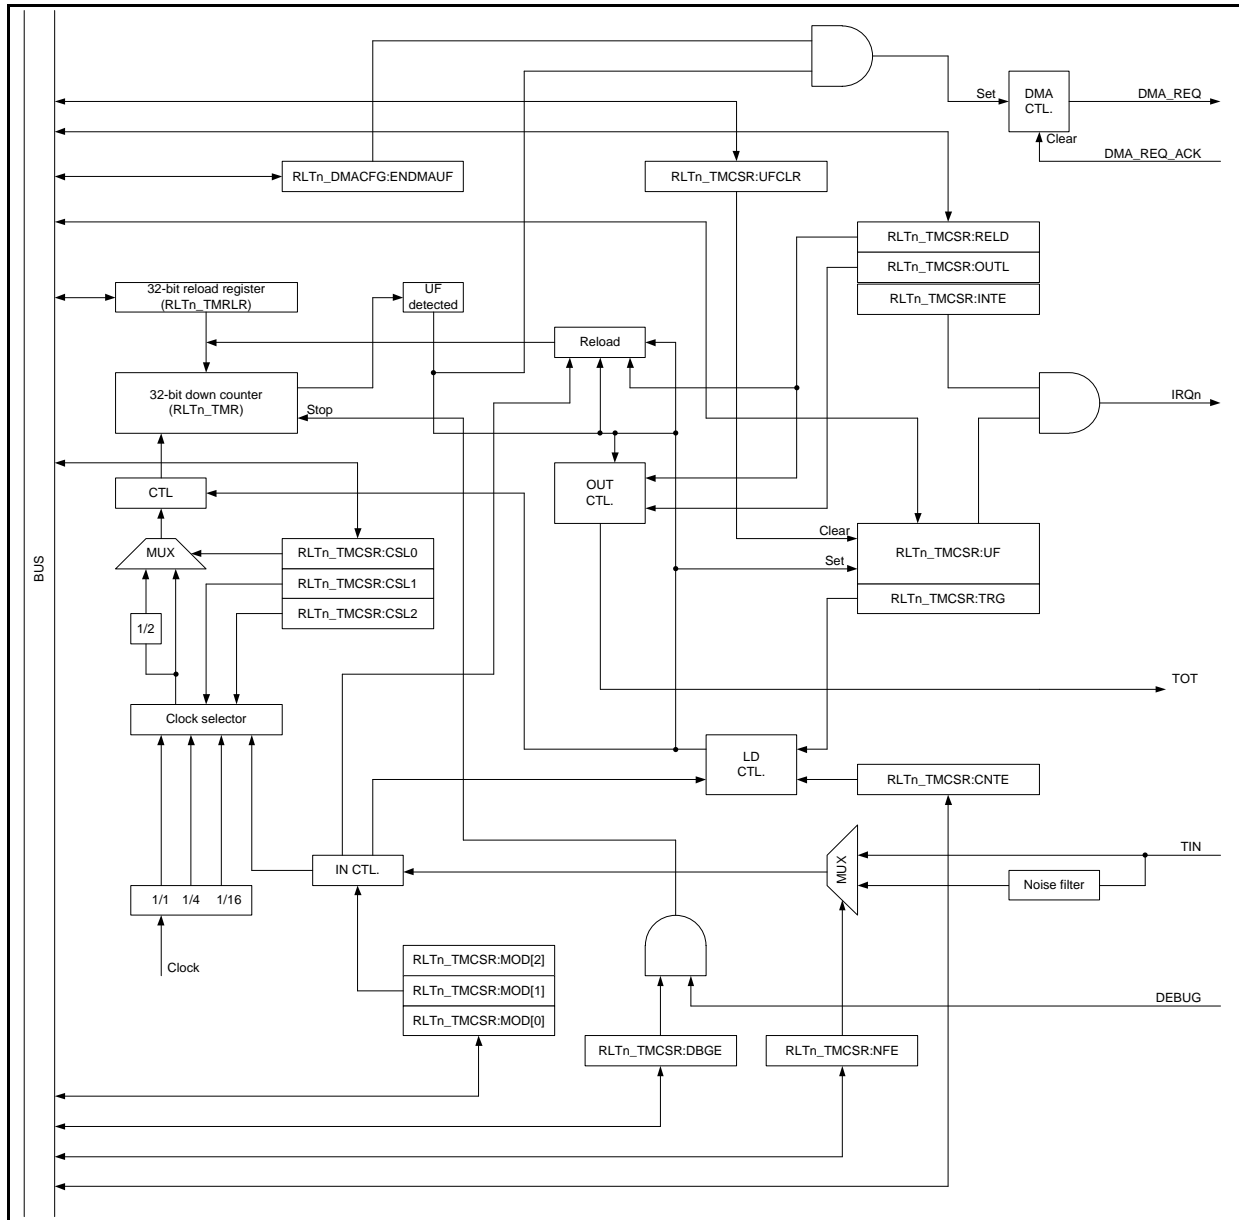 Set
DMA
CTL.
DMA_REQ
Clear
DMA_REQ_ACK
RLTn_DMACFG:ENDMAUF
RLTn_TMCSR:UFCLR
RLTn_TMCSR:RELD
RLTn_TMCSR:OUTL
RLTn_TMCSR:INTE
32-bit reload register
(RLTn_TMRLR)
UF
detected
Reload
32-bit down counter
(RLTn_TMR)
Stop
IRQn
CTL
OUT
CTL.
MUX
RLTn_TMCSR:CSL0
RLTn_TMCSR:CSL1
RLTn_TMCSR:CSL2
Clear
Set
RLTn_TMCSR:UF
RLTn_TMCSR:TRG
BUS
1/2
TOT
Clock selector
LD
CTL.
RLTn_TMCSR:CNTE
TIN
IN CTL.
MUX
Noise filter
1/1 1/4 1/16
Clock
RLTn_TMCSR:MOD[2]
RLTn_TMCSR:MOD[1]
RLTn_TMCSR:MOD[0]
DEBUG
RLTn_TMCSR:DBGE
RLTn_TMCSR:NFE